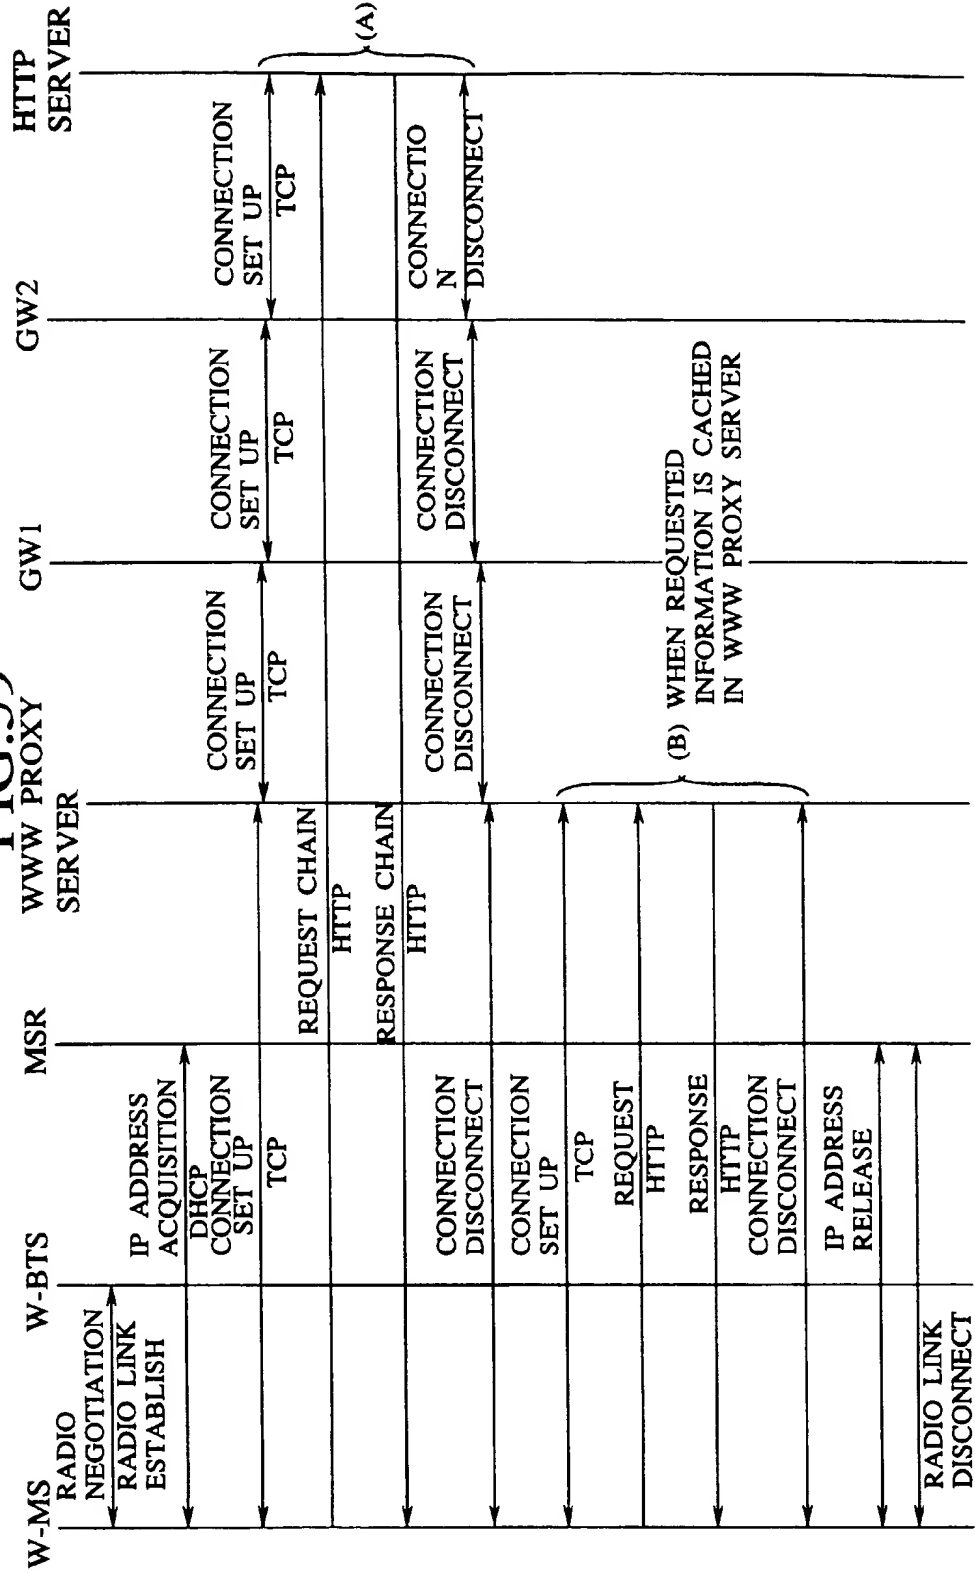 W-MS
W-BTS
MSR
WWW PROXY
SERVER
GW1
GW2
HTTP
SERVER
RADIO
NEGOTIATION
RADIO LINK
ESTABLISH
IP ADDRESS
ACQUISITION
DHCP
CONNECTION
SET UP
TCP
CONNECTION
SET UP
TCP
CONNECTION
SET UP
TCP
CONNECTION
SET UP
TCP
REQUEST CHAIN
HTTP
RESPONSE CHAIN
HTTP
(A)
CONNECTIO
N
DISCONNECT
CONNECTION
DISCONNECT
CONNECTION
DISCONNECT
CONNECTION
DISCONNECT
CONNECTION
SET UP
TCP
REQUEST
HTTP
RESPONSE
HTTP
CONNECTION
DISCONNECT
(B) WHEN REQUESTED
INFORMATION IS CACHED
IN WWW PROXY SERVER
IP ADDRESS
RELEASE
RADIO LINK
DISCONNECT